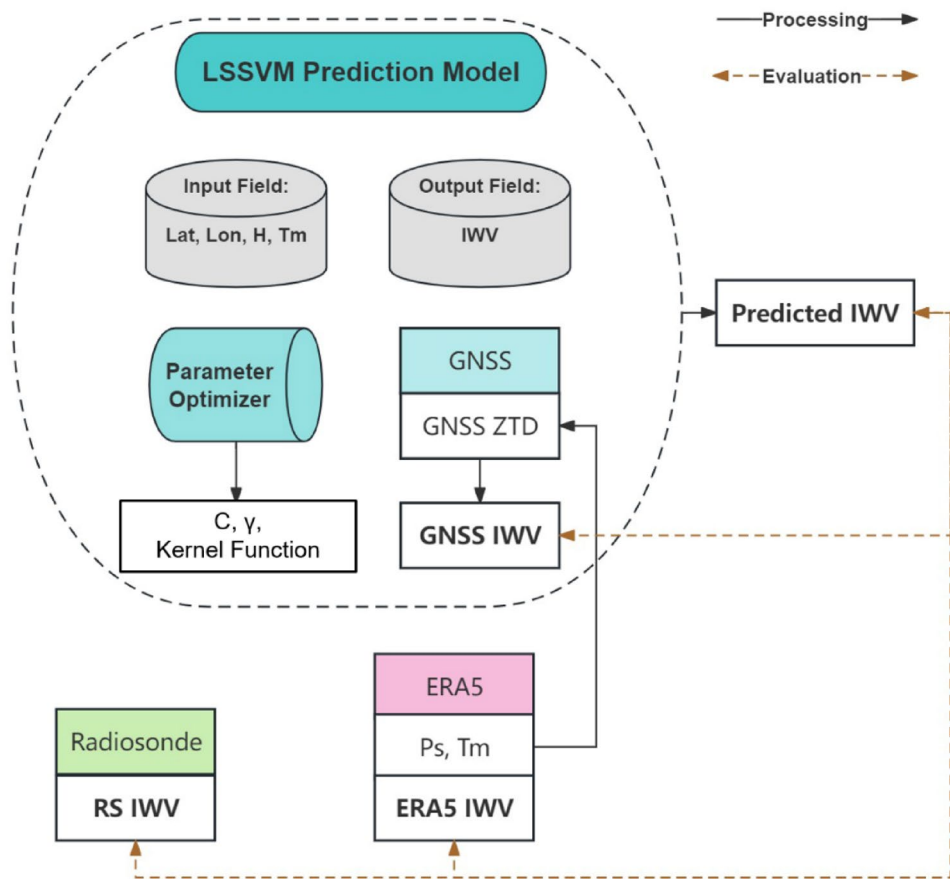 Processing
LSSVM Prediction Model
Evaluation
Input Field:
Lat, Lon, H, Tm
Output Field:
IWV
Predicted IWV
Parameter
Optimizer
GNSS
GNSS ZTD
C, γ,
Kernel Function
GNSS IWV
ERA5
Ps, Tm
ERA5 IWV
Radiosonde
RS IWV